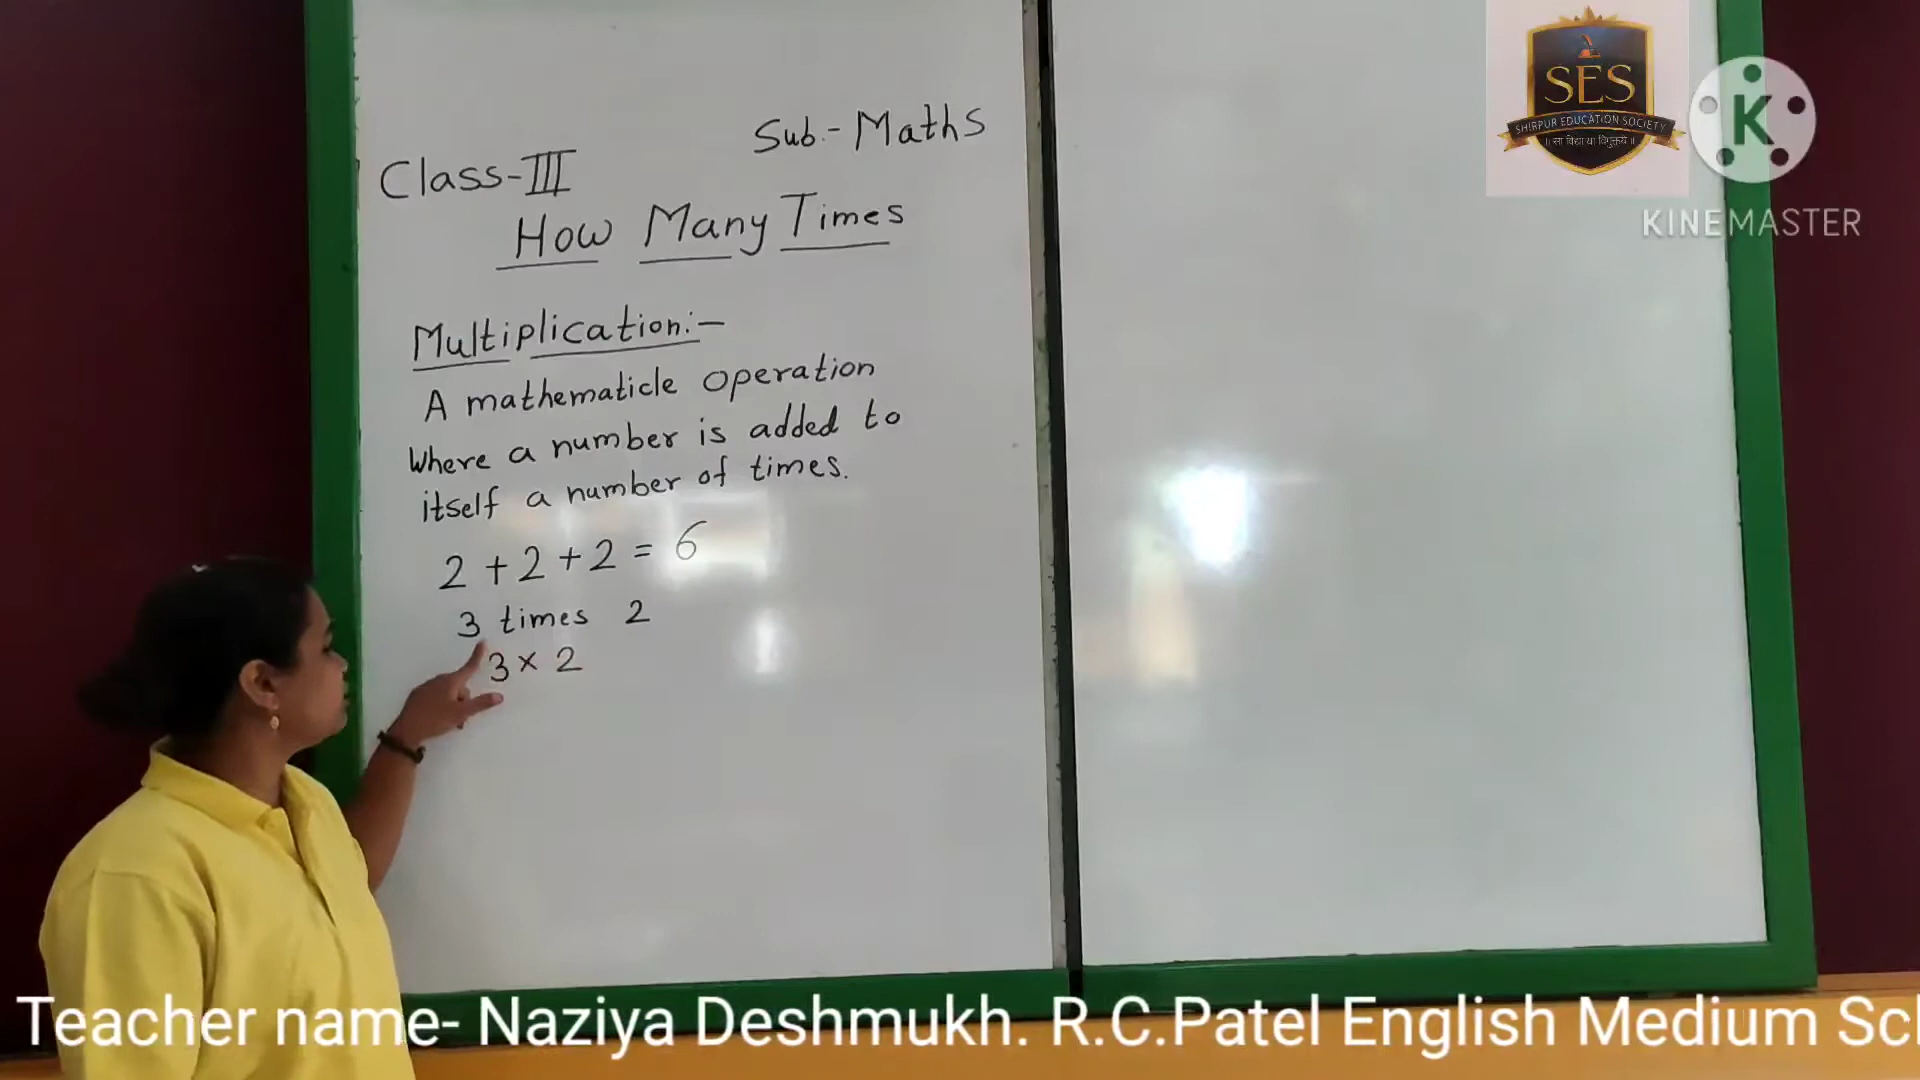 Sub.- Maths
Class-III
How Many Times
Multiplication:-
A mathematicle operation
Where a number is added to
itself a number of times.
2 + 2 + 2 = 6
3 times 2
3 × 2
SES
SHIRPUR EDUCATION SOCIETY
|| सा विद्या या विमुक्तये ||
K
KINEMASTER
Teacher name- Naziya Deshmukh. R.C.Patel English Medium Scl